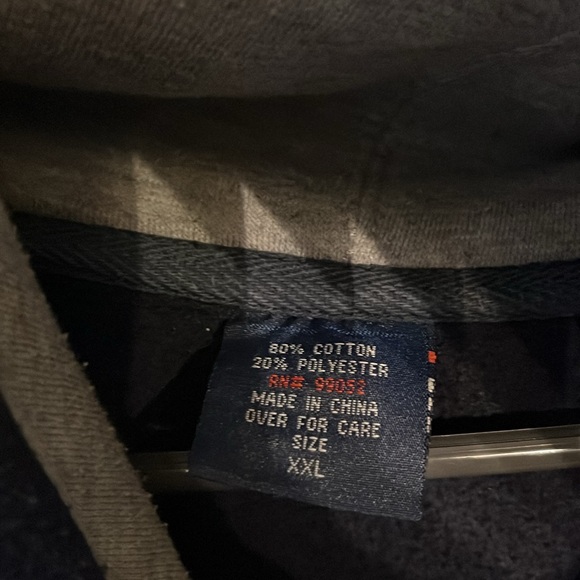 80% COTTON
20% POLYESTER
RN# 99052
MADE IN CHINA
OVER FOR CARE
SIZE
XXL